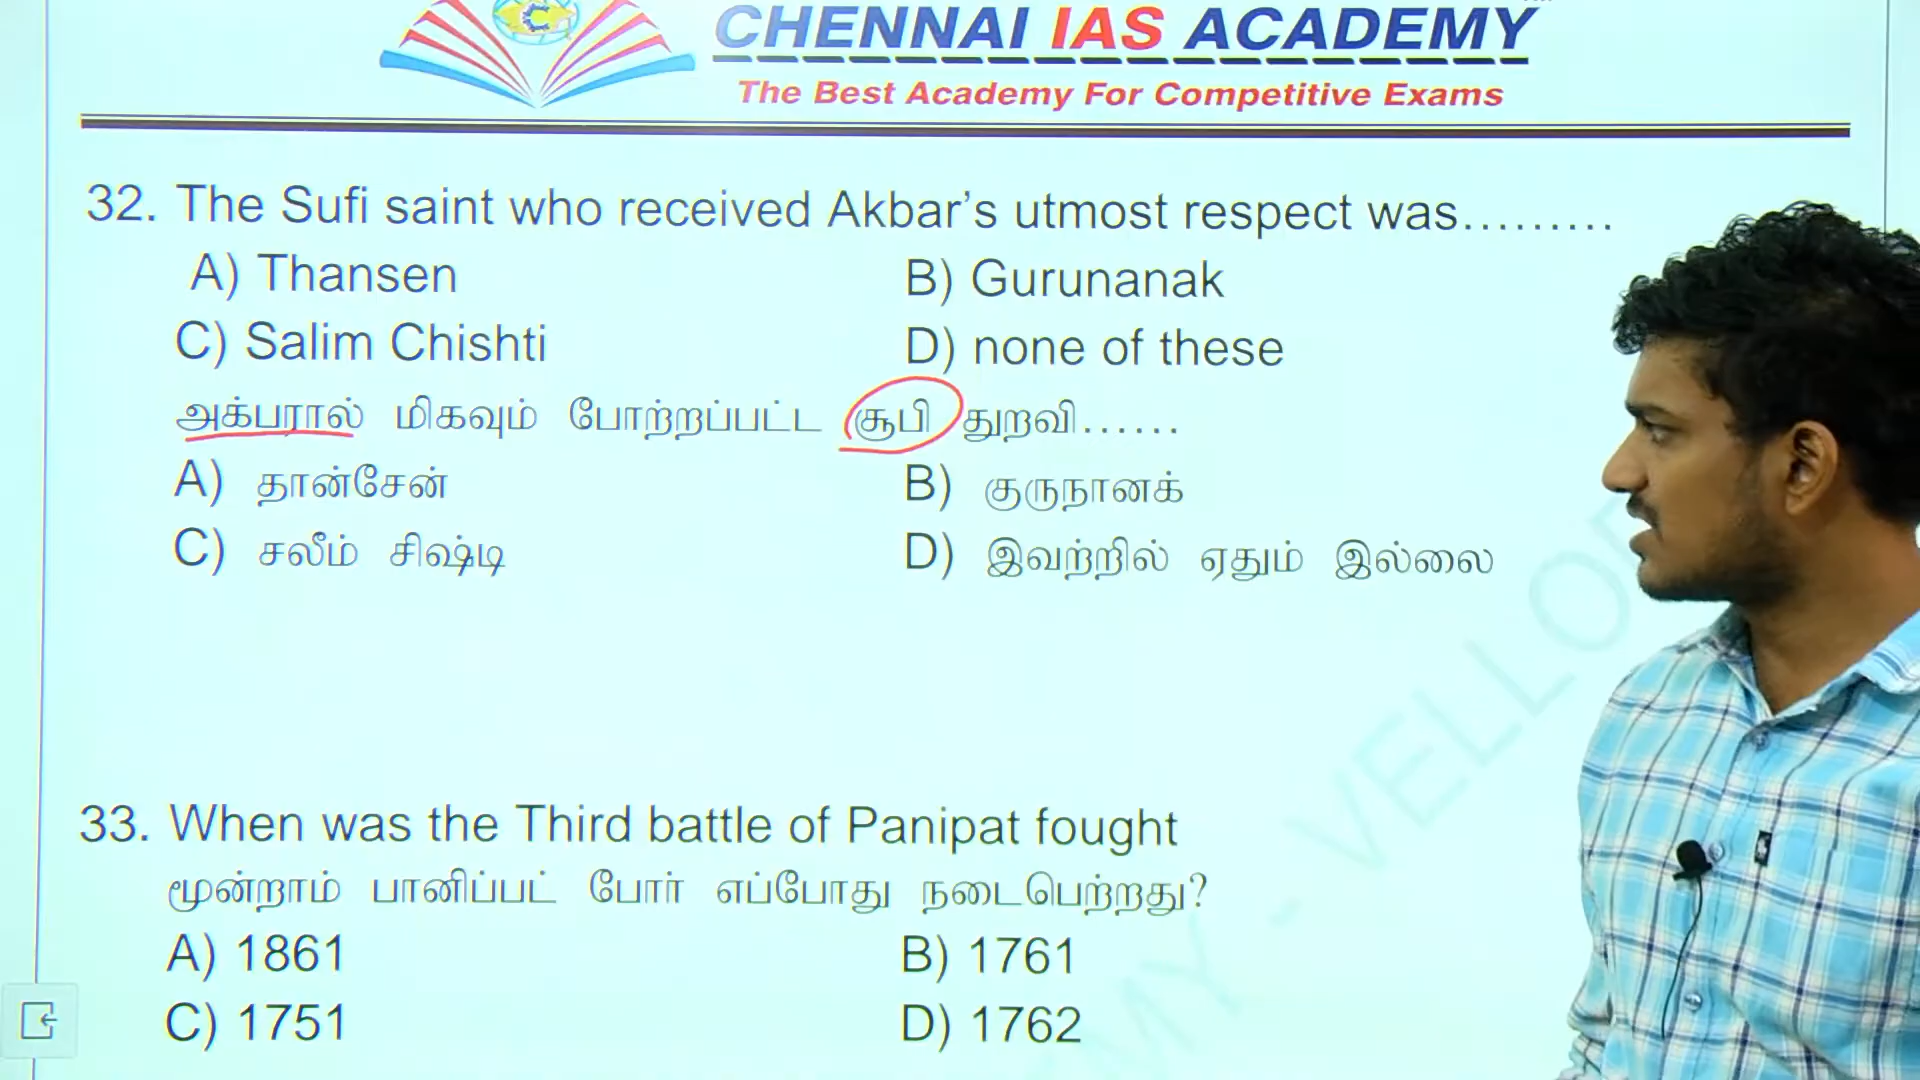 CHENNAI IAS ACADEMY
The Best Academy For Competitive Exams
32. The Sufi saint who received Akbar's utmost respect was.........
A) Thansen B) Gurunanak
C) Salim Chishti D) none of these
அக்பரால் மிகவும் போற்றப்பட்ட சூபி துறவி......
A) தான்சேன் B) குருநானக்
C) சலீம் சிஷ்டி D) இவற்றில் ஏதும் இல்லை
33. When was the Third battle of Panipat fought
மூன்றாம் பானிப்பட் போர் எப்போது நடைபெற்றது?
A) 1861 B) 1761
C) 1751 D) 1762